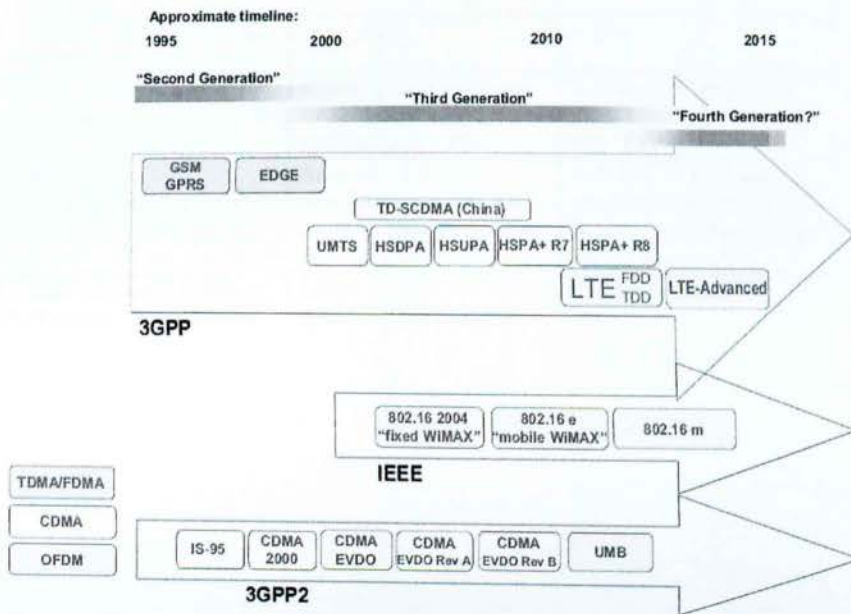 Approximate timeline:
1995 2000 2010 2015
"Second Generation"
"Third Generation"
"Fourth Generation?"
GSM
GPRS
EDGE
TD-SCDMA (China)
UMTS
HSDPA
HSUPA
HSPA+ R7
HSPA+ R8
LTE FDD
TDD
LTE-Advanced
3GPP
802.16 2004
"fixed WiMAX"
802.16 e
"mobile WiMAX"
802.16 m
IEEE
TDMA/FDMA
CDMA
OFDM
IS-95
CDMA
2000
CDMA
EVDO
CDMA
EVDO Rev A
CDMA
EVDO Rev B
UMB
3GPP2